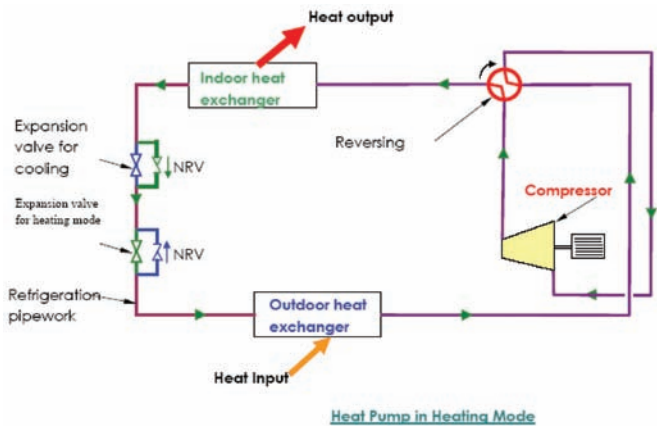 Heat output
Indoor heat
exchanger
Reversing
Expansion
valve for
cooling
NRV
Compressor
Expansion valve
for heating mode
NRV
Refrigeration
pipework
Outdoor heat
exchanger
Heat Input
Heat Pump in Heating Mode